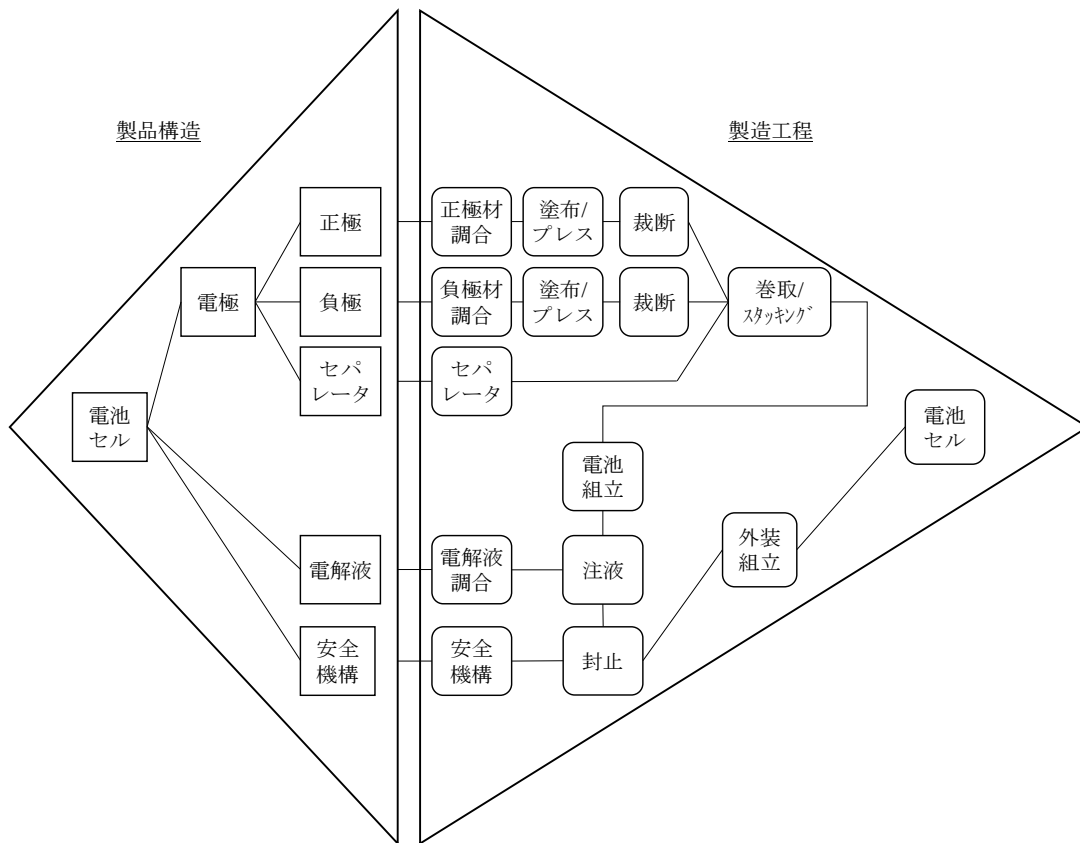 製品構造
製造工程
正極
正極材
調合
塗布/
プレス
裁断
電極
負極
負極材
調合
塗布/
プレス
裁断
巻取/
ｽﾀｯｷﾝｸﾞ
セパ
レータ
セパ
レータ
電池
セル
電池
セル
電池
組立
外装
組立
電解液
電解液
調合
注液
安全
機構
安全
機構
封止